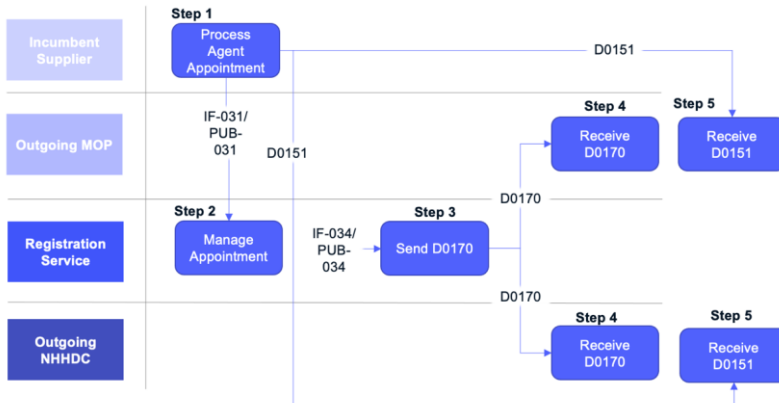 Step 1
Incumbent
Supplier
Process
Agent
Appointment
D0151
Step 4
Step 5
IF-031/
PUB-
031
Outgoing MOP
Receive
D0170
Receive
D0151
D0151
D0170
Step 2
Step 3
Registration
Service
Manage
Appointment
IF-034/
PUB-
034
Send D0170
D0170
Step 4
Step 5
Outgoing
NHHDC
Receive
D0170
Receive
D0151